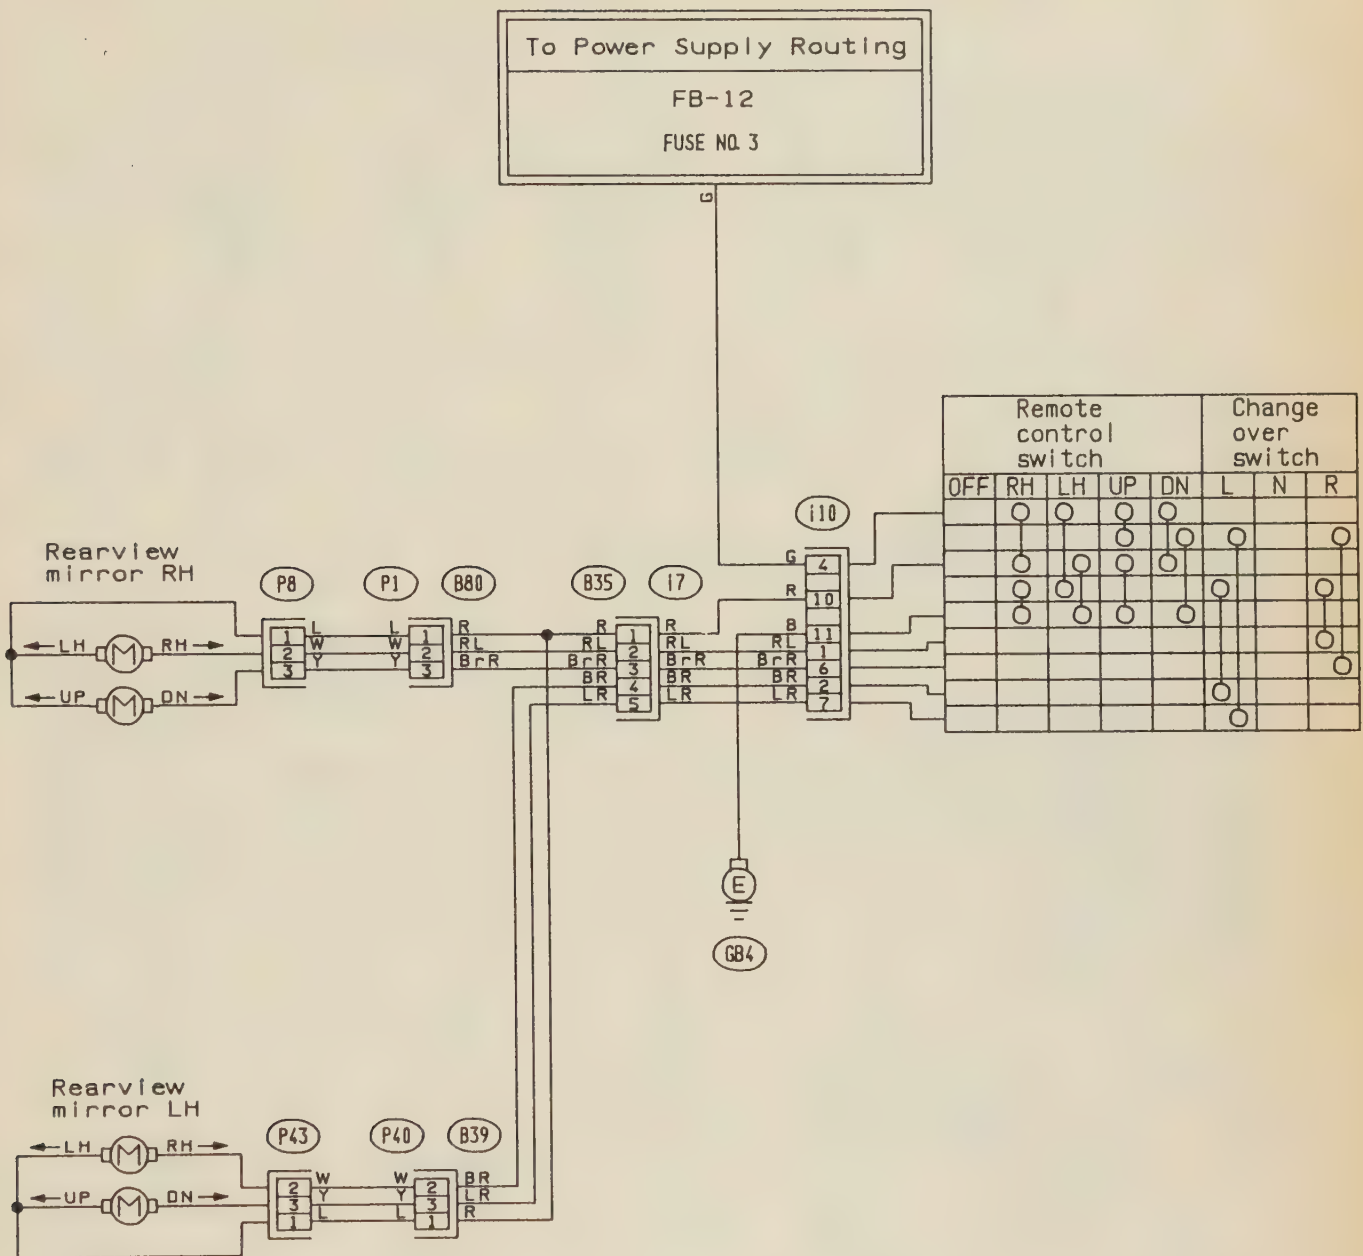 To Power Supply Routing
FB-12
FUSE NO. 3
G
Remote control switch
Change over switch
OFF RH LH UP DN L N R
i10
Rearview mirror RH
P8 P1 B80 B35 i7
G 4
R 10
B 11
RL 1
BrR 6
BR 2
LR 7
LH M RH
UP M DN
1 L L 1 R R 1 R
2 W W 2 RL RL 2 RL
3 Y Y 3 BrR BrR 3 BrR
BR 4 BR
LR 5 LR
E
GB4
Rearview mirror LH
P43 P40 B39
LH M RH
UP M DN
2 W W 2 BR
3 Y Y 3 LR
1 L L 1 R